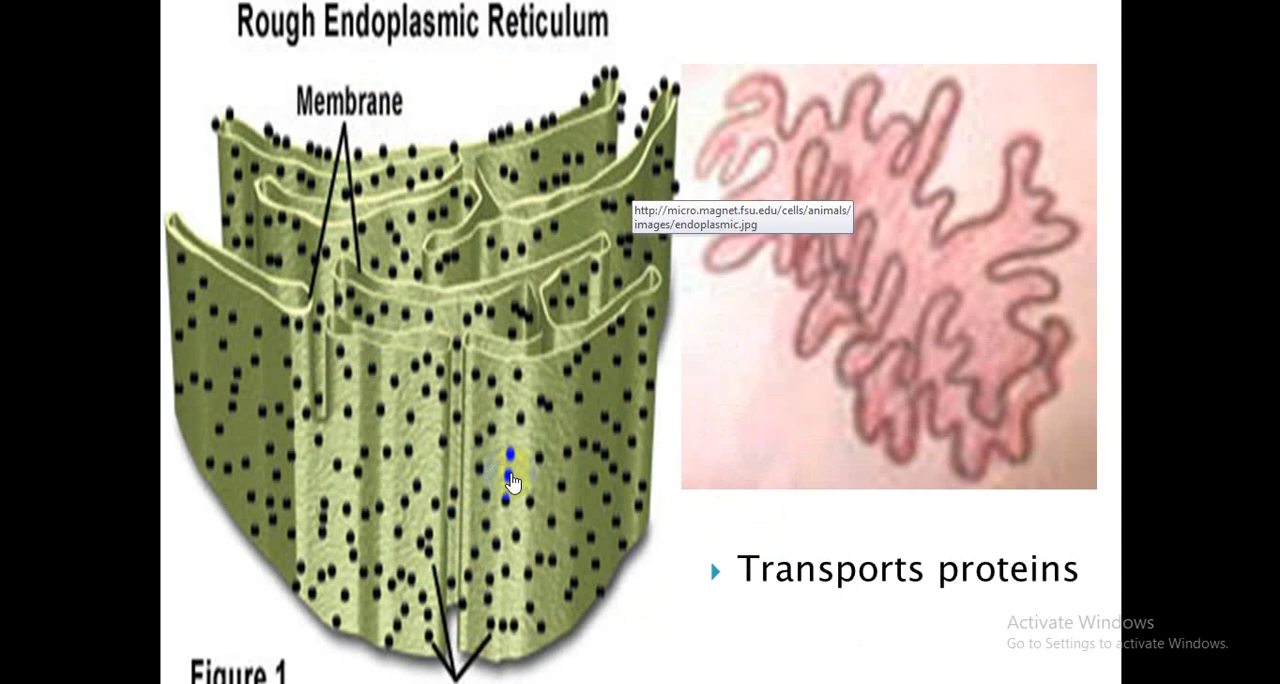 Rough Endoplasmic Reticulum
Membrane
http://micro.magnet.fsu.edu/cells/animals/
images/endoplasmic.jpg
Transports proteins
Activate Windows
Go to Settings to activate Windows.
Figure 1